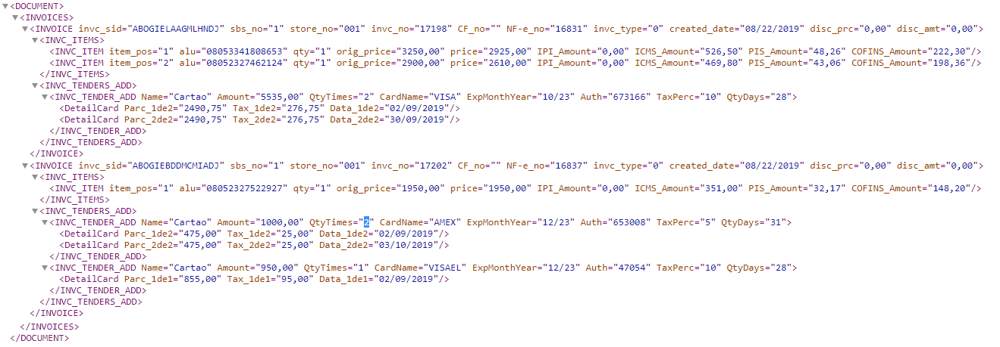 <DOCUMENT>
<INVOICES>
<INVOICE invc_sid="ABOGIELAAGMLHNDJ" sbs_no="1" store_no="001" invc_no="17198" CF_no="" NF-e_no="16831" invc_type="0" created_date="08/22/2019" disc_prc="0,00" disc_amt="0,00">
<INVC_ITEMS>
<INVC_ITEM item_pos="1" alu="08053341808653" qty="1" orig_price="3250,00" price="2925,00" IPI_Amount="0,00" ICMS_Amount="526,50" PIS_Amount="48,26" COFINS_Amount="222,30"/>
<INVC_ITEM item_pos="2" alu="08052327462124" qty="1" orig_price="2900,00" price="2610,00" IPI_Amount="0,00" ICMS_Amount="469,80" PIS_Amount="43,06" COFINS_Amount="198,36"/>
</INVC_ITEMS>
<INVC_TENDERS_ADD>
<INVC_TENDER_ADD Name="Cartao" Amount="5535,00" QtyTimes="2" CardName="VISA" ExpMonthYear="10/23" Auth="673166" TaxPerc="10" QtyDays="28">
<DetailCard Parc_1de2="2490,75" Tax_1de2="276,75" Data_1de2="02/09/2019"/>
<DetailCard Parc_2de2="2490,75" Tax_2de2="276,75" Data_2de2="30/09/2019"/>
</INVC_TENDER_ADD>
</INVC_TENDERS_ADD>
</INVOICE>
<INVOICE invc_sid="ABOGIEBDDMCMIADJ" sbs_no="1" store_no="001" invc_no="17202" CF_no="" NF-e_no="16837" invc_type="0" created_date="08/22/2019" disc_prc="0,00" disc_amt="0,00">
<INVC_ITEMS>
<INVC_ITEM item_pos="1" alu="08052327522927" qty="1" orig_price="1950,00" price="1950,00" IPI_Amount="0,00" ICMS_Amount="351,00" PIS_Amount="32,17" COFINS_Amount="148,20"/>
</INVC_ITEMS>
<INVC_TENDERS_ADD>
<INVC_TENDER_ADD Name="Cartao" Amount="1000,00" QtyTimes="2" CardName="AMEX" ExpMonthYear="12/23" Auth="653008" TaxPerc="5" QtyDays="31">
<DetailCard Parc_1de2="475,00" Tax_1de2="25,00" Data_1de2="02/09/2019"/>
<DetailCard Parc_2de2="475,00" Tax_2de2="25,00" Data_2de2="03/10/2019"/>
</INVC_TENDER_ADD>
<INVC_TENDER_ADD Name="Cartao" Amount="950,00" QtyTimes="1" CardName="VISAEL" ExpMonthYear="12/23" Auth="47054" TaxPerc="10" QtyDays="28">
<DetailCard Parc_1de1="855,00" Tax_1de1="95,00" Data_1de1="02/09/2019"/>
</INVC_TENDER_ADD>
</INVC_TENDERS_ADD>
</INVOICE>
</INVOICES>
</DOCUMENT>